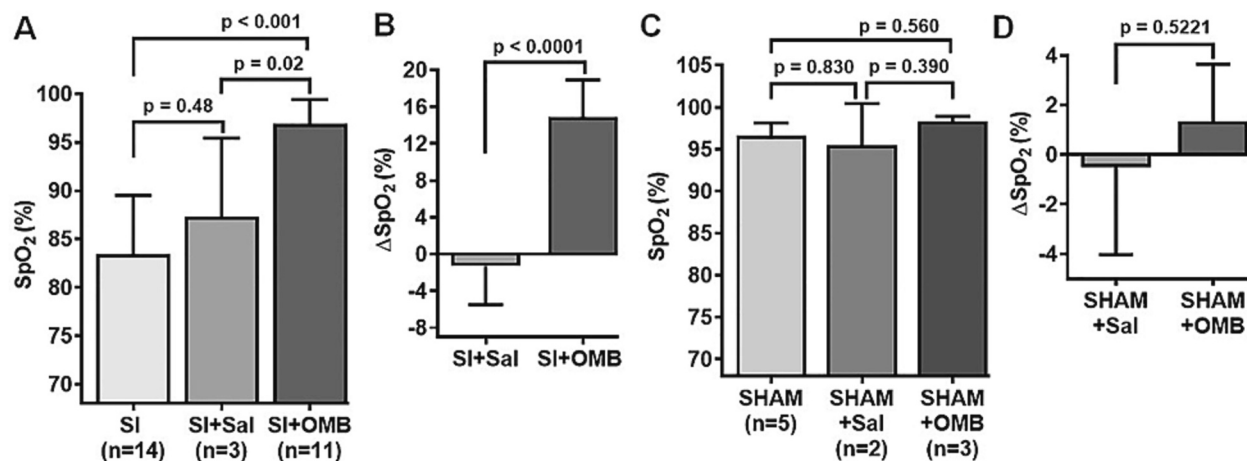 A
p < 0.001
p = 0.02
p = 0.48
SpO2 (%)
100
95
90
85
80
75
70
SI
(n=14)
SI+Sal
(n=3)
SI+OMB
(n=11)
B
p < 0.0001
ΔSpO2 (%)
20
16
12
8
4
0
-4
-8
SI+Sal
SI+OMB
C
p = 0.560
p = 0.830
p = 0.390
SpO2 (%)
105
100
95
90
85
80
75
70
SHAM
(n=5)
SHAM
+Sal
(n=2)
SHAM
+OMB
(n=3)
D
p = 0.5221
ΔSpO2 (%)
4
2
0
-2
-4
SHAM
+Sal
SHAM
+OMB